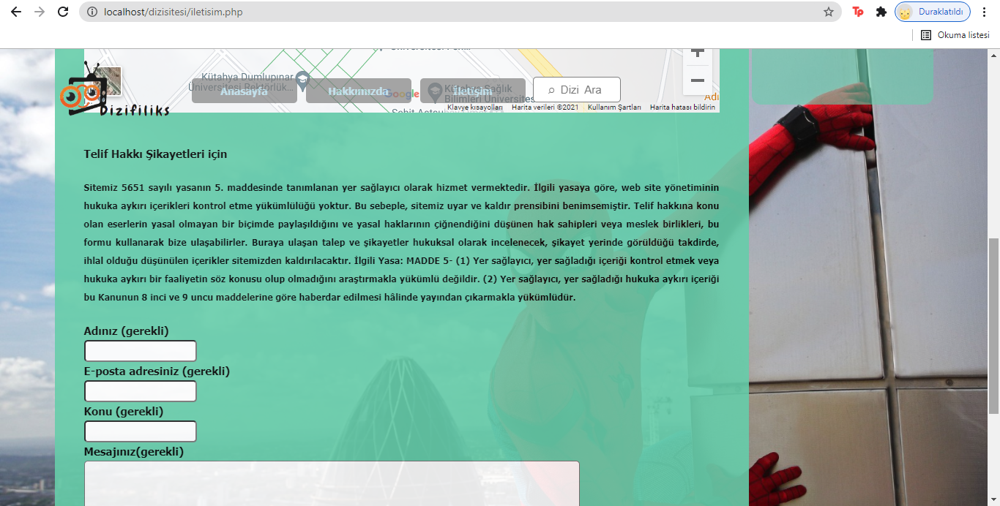 localhost/dizisitesi/iletisim.php
Tp
Duraklatıldı
Okuma listesi
Kütahya Dumlupınar
Üniversitesi Rektörlük...
Anasayfa
Hakkımızda
Google
İletişim
Kütahya Sağlık
Bilimleri Üniversitesi
⌕ Dizi Ara
Adı
Dizifiliks
Klavye kısayolları
Harita verileri ©2021
Kullanım Şartları
Harita hatası bildirin
Telif Hakkı Şikayetleri için
Sitemiz 5651 sayılı yasanın 5. maddesinde tanımlanan yer sağlayıcı olarak hizmet vermektedir. İlgili yasaya göre, web site yönetiminin
hukuka aykırı içerikleri kontrol etme yükümlülüğü yoktur. Bu sebeple, sitemiz uyar ve kaldır prensibini benimsemiştir. Telif hakkına konu
olan eserlerin yasal olmayan bir biçimde paylaşıldığını ve yasal haklarının çiğnendiğini düşünen hak sahipleri veya meslek birlikleri, bu
formu kullanarak bize ulaşabilirler. Buraya ulaşan talep ve şikayetler hukuksal olarak incelenecek, şikayet yerinde görüldüğü takdirde,
ihlal olduğu düşünülen içerikler sitemizden kaldırılacaktır. İlgili Yasa: MADDE 5- (1) Yer sağlayıcı, yer sağladığı içeriği kontrol etmek veya
hukuka aykırı bir faaliyetin söz konusu olup olmadığını araştırmakla yükümlü değildir. (2) Yer sağlayıcı, yer sağladığı hukuka aykırı içeriği
bu Kanunun 8 inci ve 9 uncu maddelerine göre haberdar edilmesi hâlinde yayından çıkarmakla yükümlüdür.
Adınız (gerekli)
E-posta adresiniz (gerekli)
Konu (gerekli)
Mesajınız(gerekli)